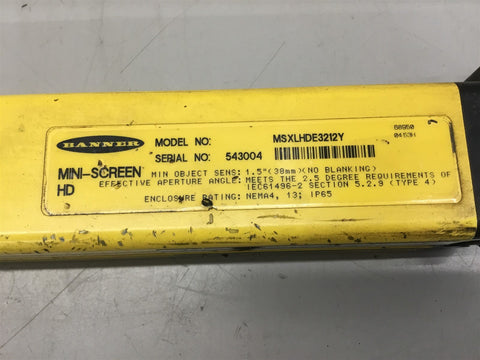 BANNER
MODEL NO: MSXLHDE3212Y
SERIAL NO: 543004
MINI-SCREEN
HD
MIN OBJECT SENS: 1.5"(38mm)(NO BLANKING)
EFFECTIVE APERTURE ANGLE: MEETS THE 2.5 DEGREE REQUIREMENTS OF
IEC61496-2 SECTION 5.2.9 (TYPE 4)
ENCLOSURE RATING: NEMA4, 13; IP65